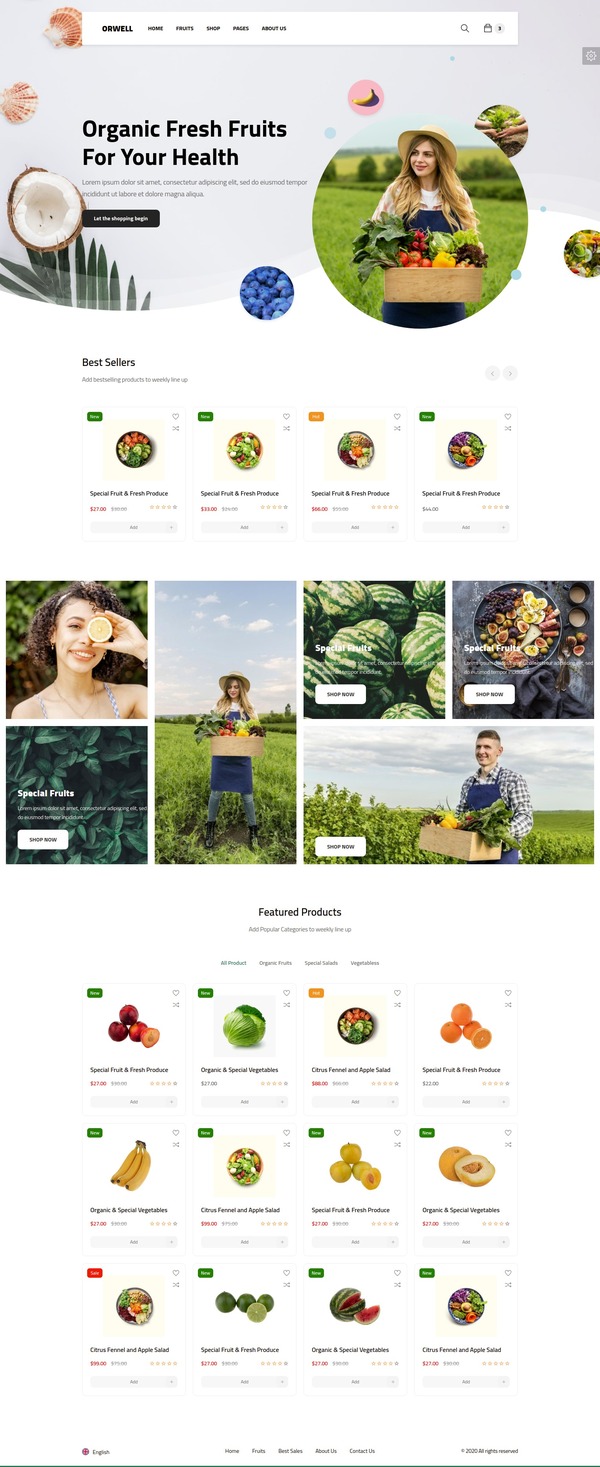 ORWELL HOME FRUITS SHOP PAGES ABOUT US 3
Organic Fresh Fruits
For Your Health
Lorem ipsum dolor sit amet, consectetur adipiscing elit, sed do eiusmod tempor
incididunt ut labore et dolore magna aliqua.
Let the shopping begin
Best Sellers
Add bestselling products to weekly line up
New New Hot New
Special Fruit & Fresh Produce Special Fruit & Fresh Produce Special Fruit & Fresh Produce Special Fruit & Fresh Produce
$27.00 $30.00 $33.00 $24.00 $66.00 $55.00 $44.00
Add + Add + Add + Add +
Special Fruits Special Fruits
Lorem ipsum dolor sit amet, consectetur adipiscing elit, sed Lorem ipsum dolor sit amet, consectetur adipiscing elit, sed
do eiusmod tempor incididunt. do eiusmod tempor incididunt.
SHOP NOW SHOP NOW
Special Fruits
Lorem ipsum dolor sit amet, consectetur adipiscing elit, sed
do eiusmod tempor incididunt.
SHOP NOW SHOP NOW
Featured Products
Add Popular Categories to weekly line up
All Product Organic Fruits Special Salads Vegetabless
New New Hot
Special Fruit & Fresh Produce Organic & Special Vegetables Citrus Fennel and Apple Salad Special Fruit & Fresh Produce
$27.00 $30.00 $27.00 $88.00 $66.00 $22.00
Add + Add + Add + Add +
New New New New
Organic & Special Vegetables Citrus Fennel and Apple Salad Special Fruit & Fresh Produce Organic & Special Vegetables
$27.00 $30.00 $99.00 $75.00 $27.00 $30.00 $27.00 $30.00
Add + Add + Add + Add +
Sale New New New
Citrus Fennel and Apple Salad Special Fruit & Fresh Produce Organic & Special Vegetables Citrus Fennel and Apple Salad
$99.00 $75.00 $27.00 $30.00 $27.00 $30.00 $27.00 $30.00
Add + Add + Add + Add +
English Home Fruits Best Sales About Us Contact Us © 2020 All rights reserved